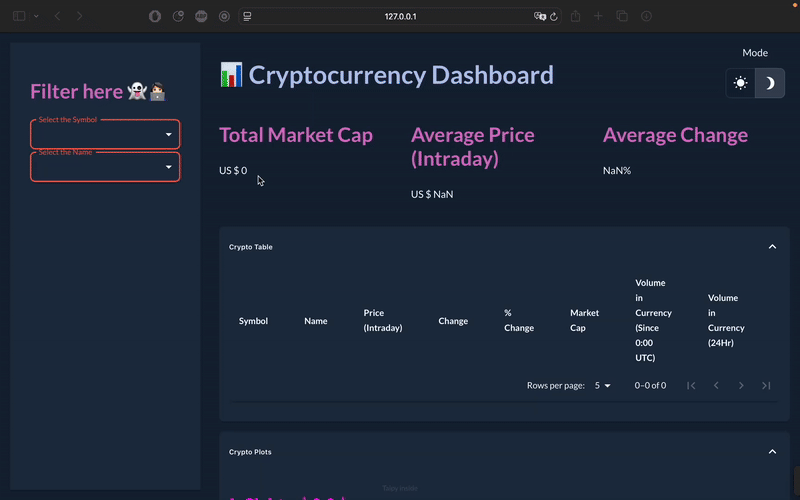 127.0.0.1
Mode
Filter here
📊 Cryptocurrency Dashboard
Select the Symbol
Select the Name
Total Market Cap
US $ 0
Average Price
(Intraday)
US $ NaN
Average Change
NaN%
Crypto Table
Symbol
Name
Price
(Intraday)
Change
%
Change
Market
Cap
Volume
in
Currency
(Since
0:00
UTC)
Volume
in
Currency
(24Hr)
Rows per page: 5
0–0 of 0
Crypto Plots